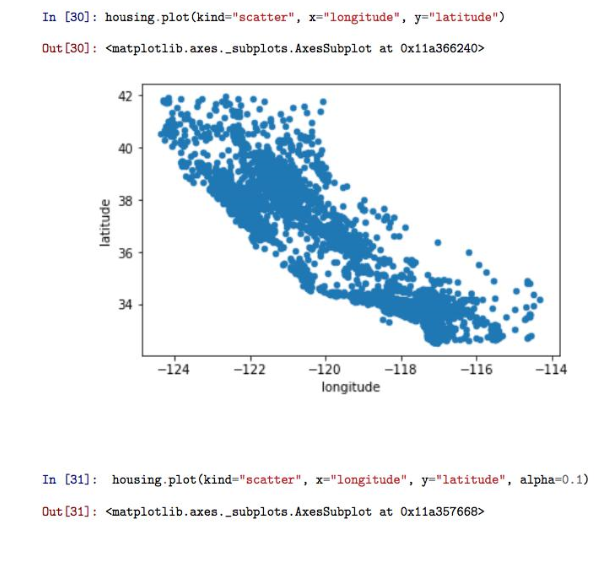 In [30]: housing.plot(kind="scatter", x="longitude", y="latitude")
Out[30]: <matplotlib.axes._subplots.AxesSubplot at 0x11a366240>
42
40
38
36
34
latitude
−124 −122 −120 −118 −116 −114
longitude
In [31]: housing.plot(kind="scatter", x="longitude", y="latitude", alpha=0.1)
Out[31]: <matplotlib.axes._subplots.AxesSubplot at 0x11a357668>